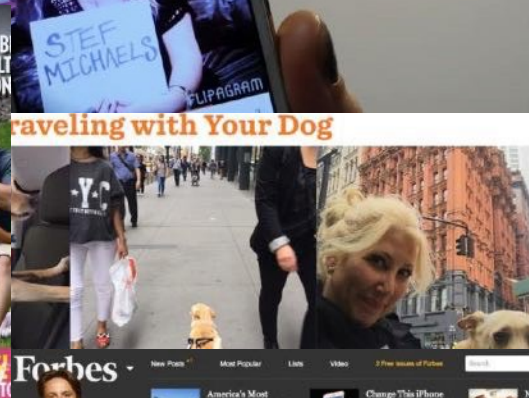 STEF
MICHAELS
FLIPAGRAM
raveling with Your Dog
Y C
Forbes
New Posts
Most Popular
Lists
Video
2 Free Issues of Forbes
Search
America's Most
Change This iPhone